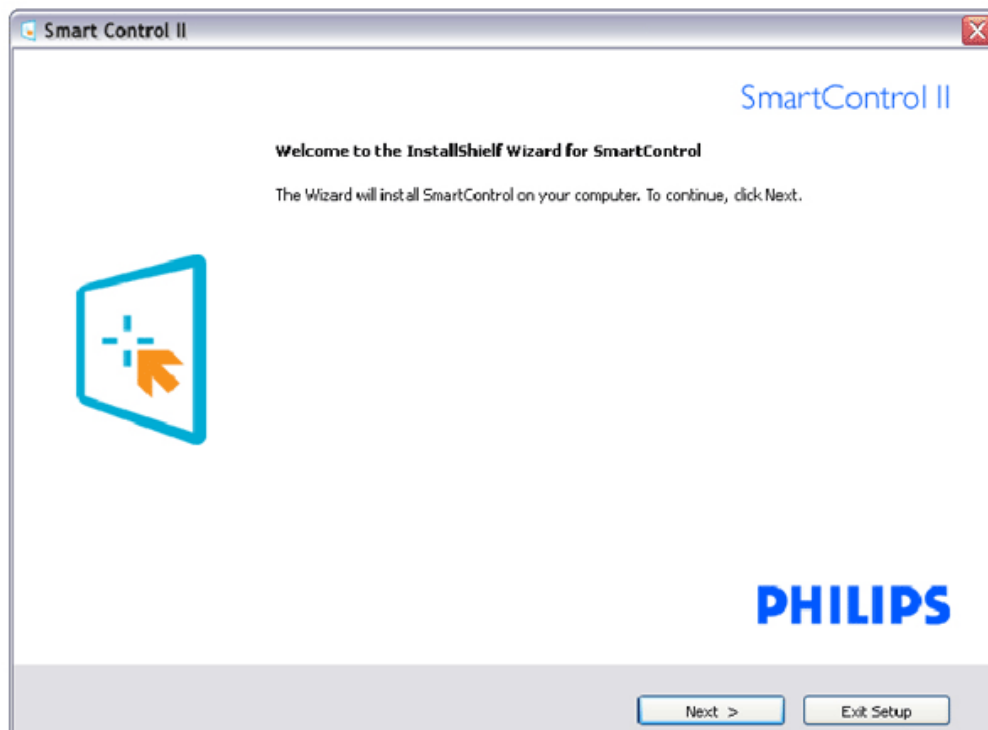 Smart Control II
SmartControl II
Welcome to the InstallShield Wizard for SmartControl
The Wizard will install SmartControl on your computer. To continue, click Next.
PHILIPS
Next >
Exit Setup